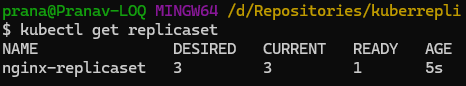 prana@Pranav-LOQ MINGW64 /d/Repositories/kuberrepli
$ kubectl get replicaset
NAME DESIRED CURRENT READY AGE
nginx-replicaset 3 3 1 5s